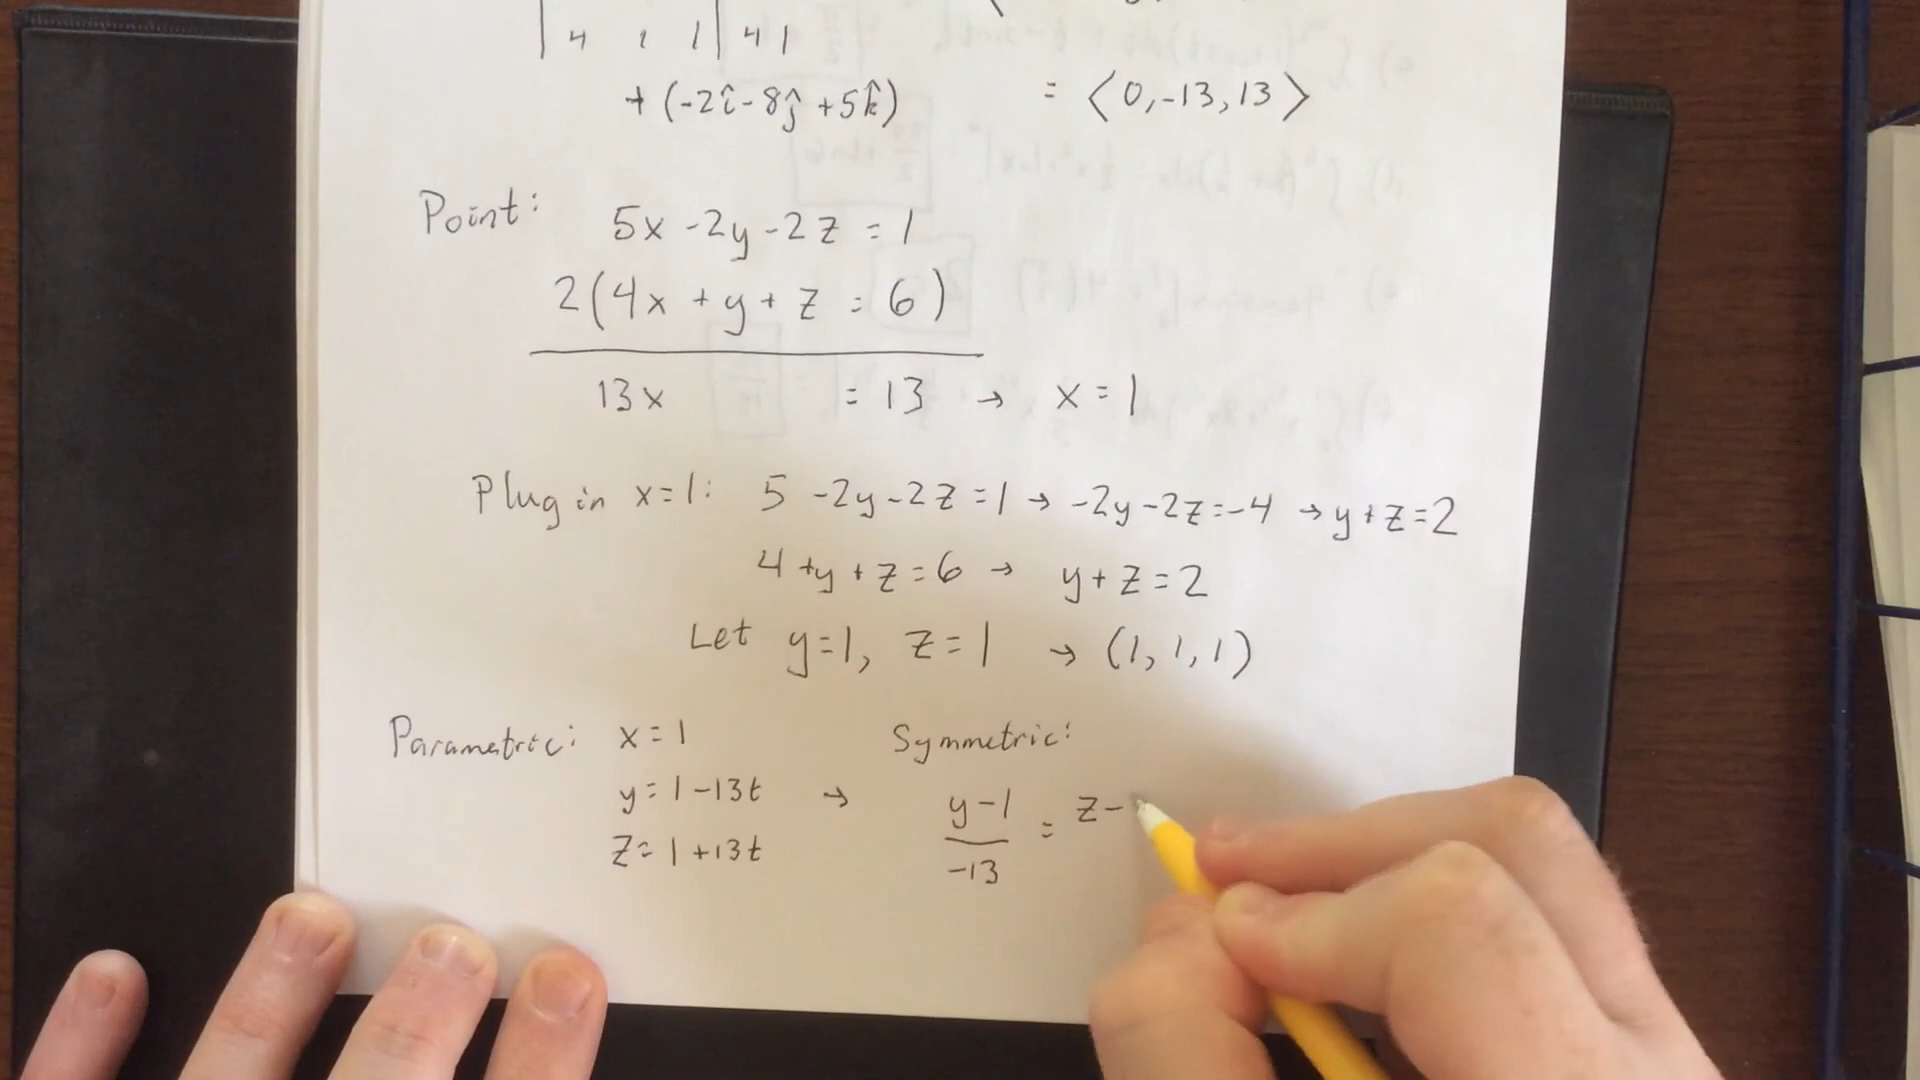 4 1 1 4 1
+ (-2î-8ĵ+5k̂) = ⟨0,-13,13⟩
Point: 5x -2y -2z = 1
2(4x + y + z = 6)
13x = 13 → x = 1
Plug in x=1: 5 -2y-2z=1 → -2y-2z=-4 → y+z=2
4+y+z=6 → y+z=2
Let y=1, z=1 → (1,1,1)
Parametric: x=1 Symmetric:
y=1-13t → y-1 = z-
z=1+13t -13